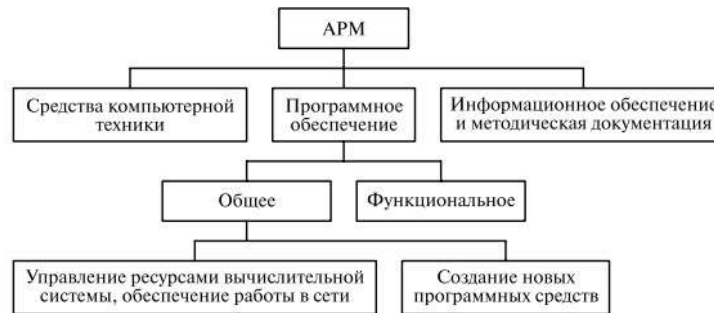 АРМ
Средства компьютерной
техники
Программное
обеспечение
Информационное обеспечение
и методическая документация
Общее
Функциональное
Управление ресурсами вычислительной
системы, обеспечение работы в сети
Создание новых
программных средств